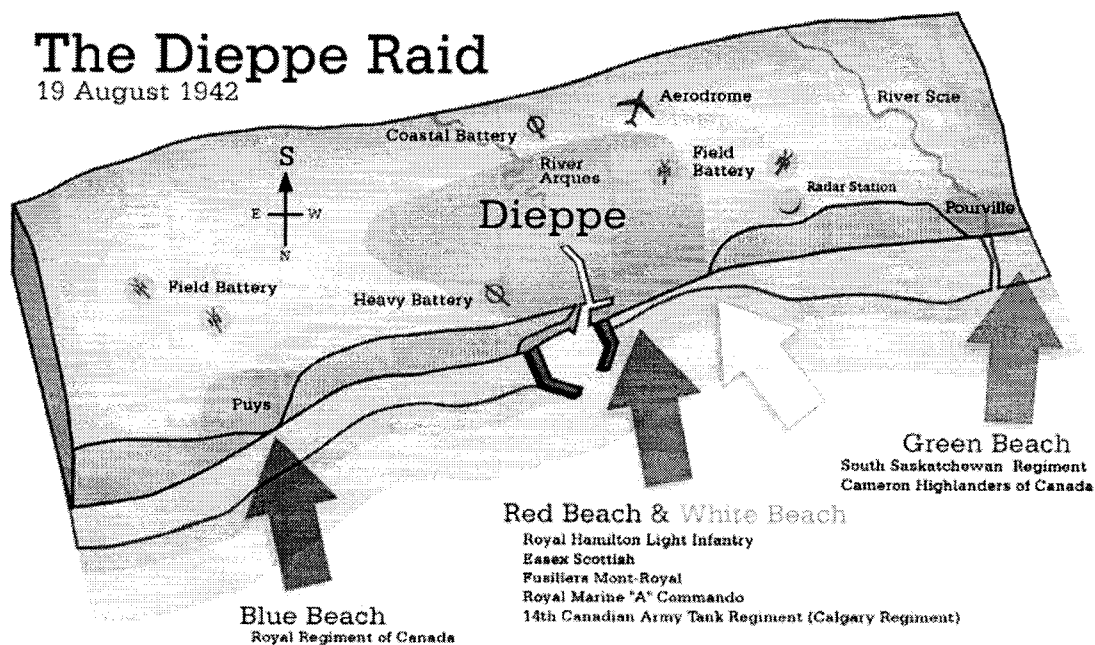 The Dieppe Raid
19 August 1942
Aerodrome
River Scie
Coastal Battery
S
River
Arques
Field
Battery
Radar Station
E W
Pourville
Dieppe
N
Field Battery
Heavy Battery
Puys
Green Beach
South Saskatchewan Regiment
Cameron Highlanders of Canada
Red Beach & White Beach
Royal Hamilton Light Infantry
Essex Scottish
Fusiliers Mont-Royal
Royal Marine "A" Commando
14th Canadian Army Tank Regiment (Calgary Regiment)
Blue Beach
Royal Regiment of Canada